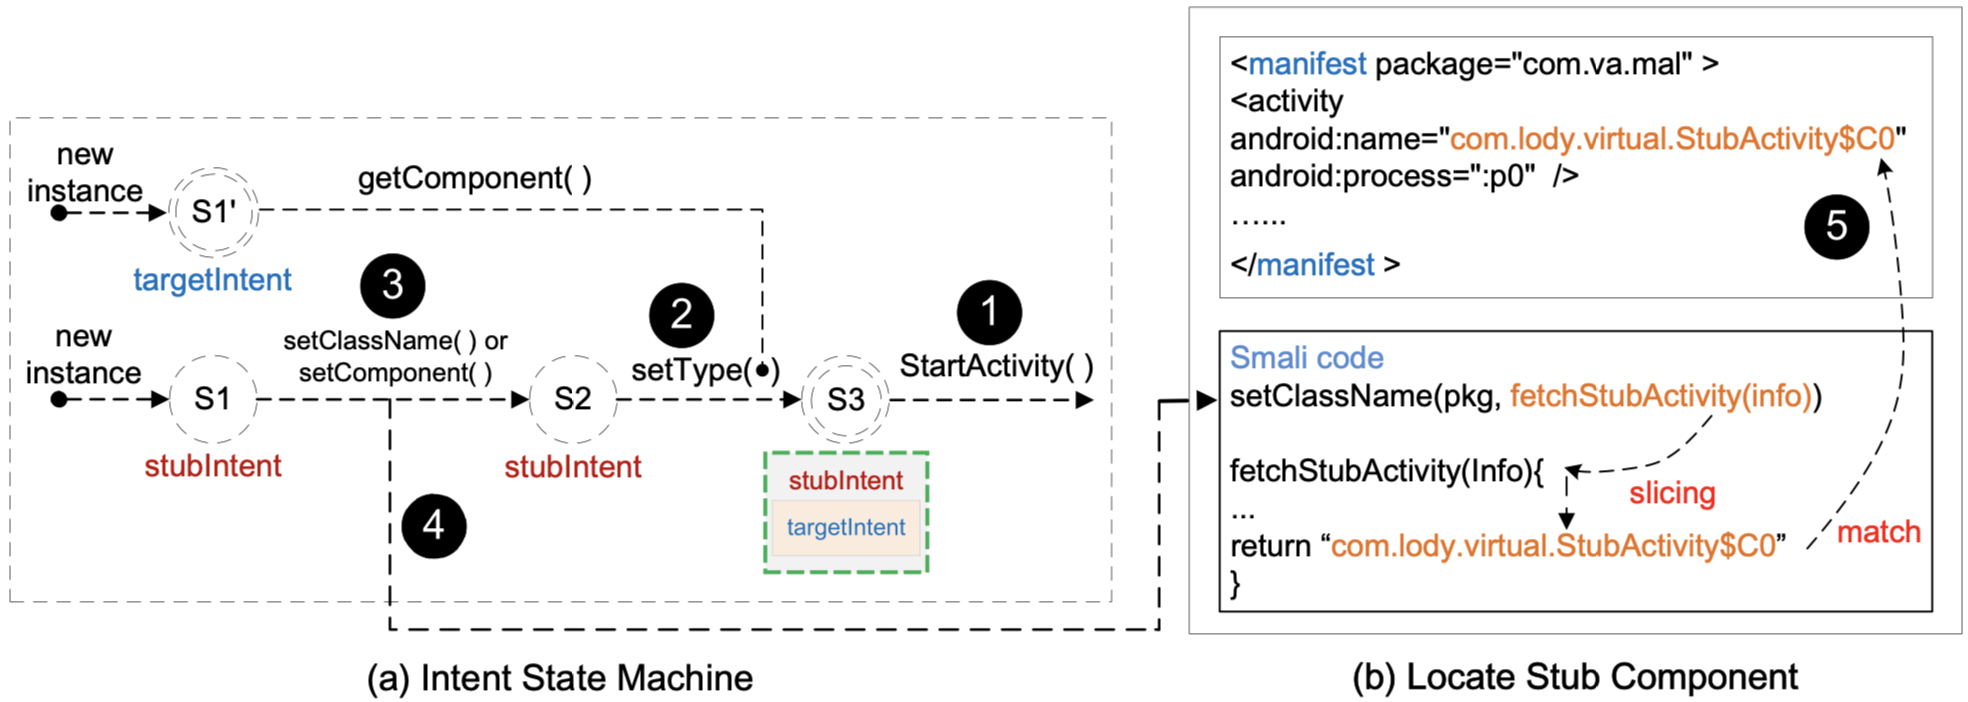 new
instance
S1'
getComponent( )
targetIntent
3
2
1
new
instance
setClassName( ) or
setComponent( )
setType( )
StartActivity( )
S1
S2
S3
stubIntent
stubIntent
stubIntent
targetIntent
4
(a) Intent State Machine
<manifest package="com.va.mal" >
<activity
android:name="com.lody.virtual.StubActivity$C0"
android:process=":p0" />
…...
</manifest >
5
Smali code
setClassName(pkg, fetchStubActivity(info))
fetchStubActivity(Info){
slicing
...
return “com.lody.virtual.StubActivity$C0”
match
}
(b) Locate Stub Component